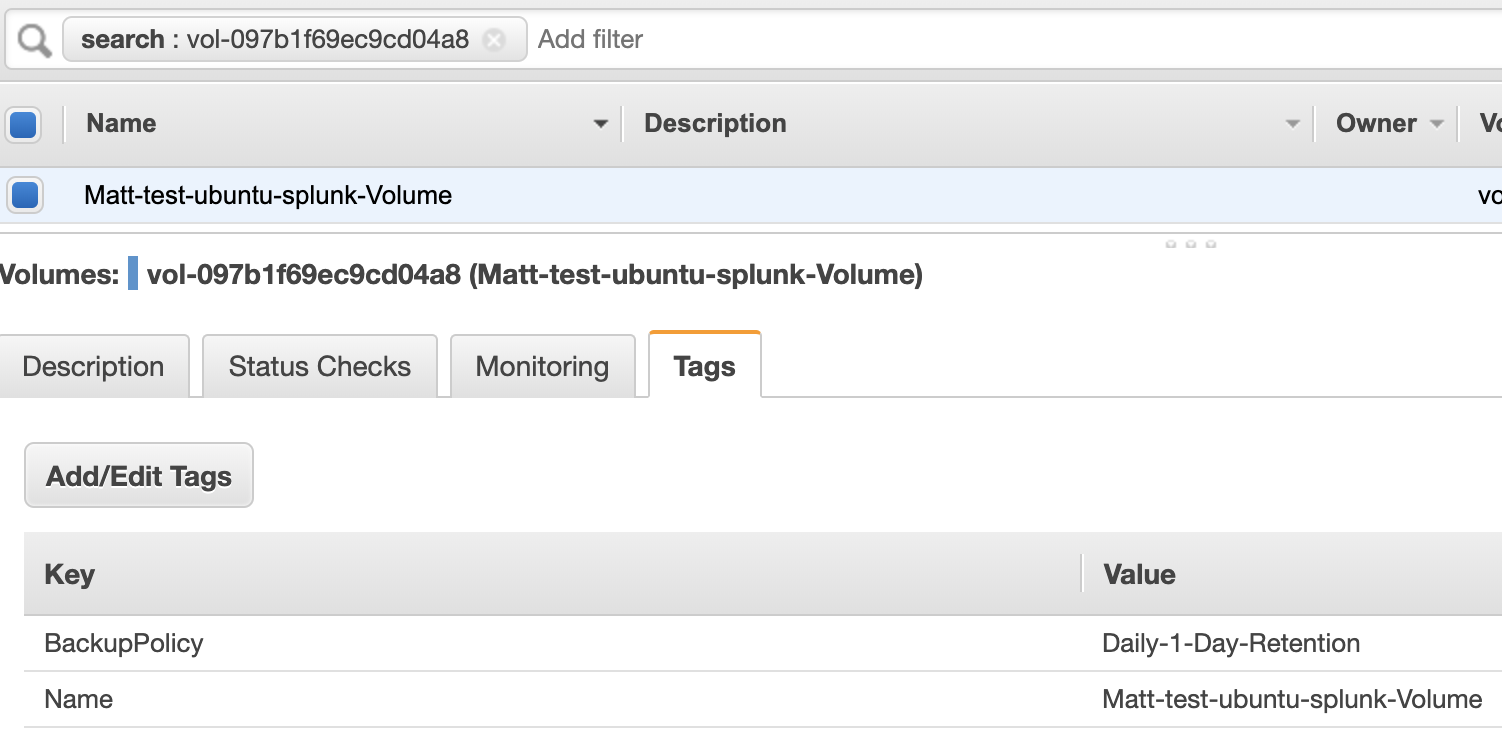 search : vol-097b1f69ec9cd04a8 Add filter
Name Description Owner
Matt-test-ubuntu-splunk-Volume
Volumes: vol-097b1f69ec9cd04a8 (Matt-test-ubuntu-splunk-Volume)
Description Status Checks Monitoring Tags
Add/Edit Tags
Key Value
BackupPolicy Daily-1-Day-Retention
Name Matt-test-ubuntu-splunk-Volume